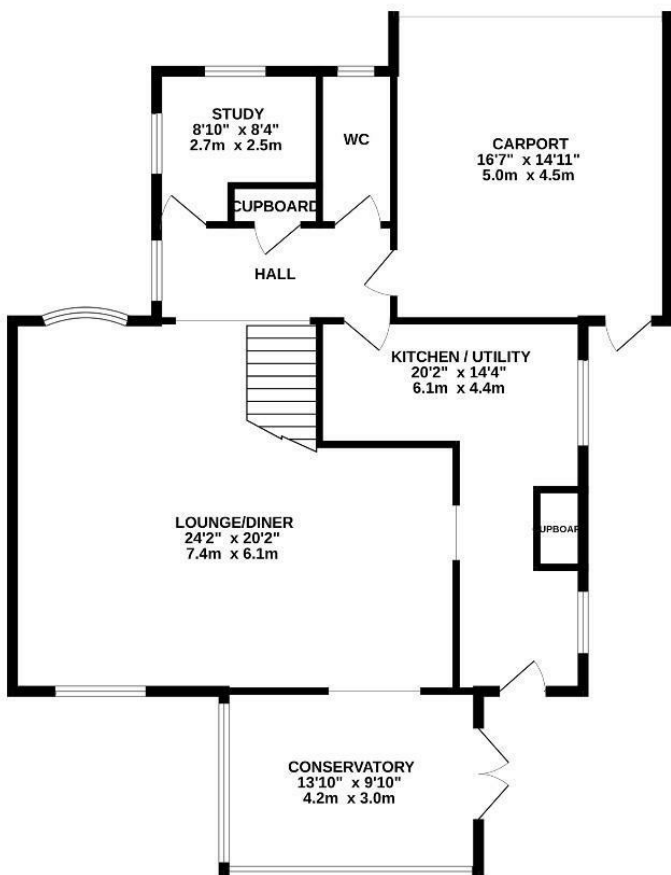 STUDY
8'10" x 8'4"
2.7m x 2.5m
WC
CARPORT
16'7" x 14'11"
5.0m x 4.5m
CUPBOARD
HALL
KITCHEN / UTILITY
20'2" x 14'4"
6.1m x 4.4m
LOUNGE/DINER
24'2" x 20'2"
7.4m x 6.1m
UPBOAR
CONSERVATORY
13'10" x 9'10"
4.2m x 3.0m